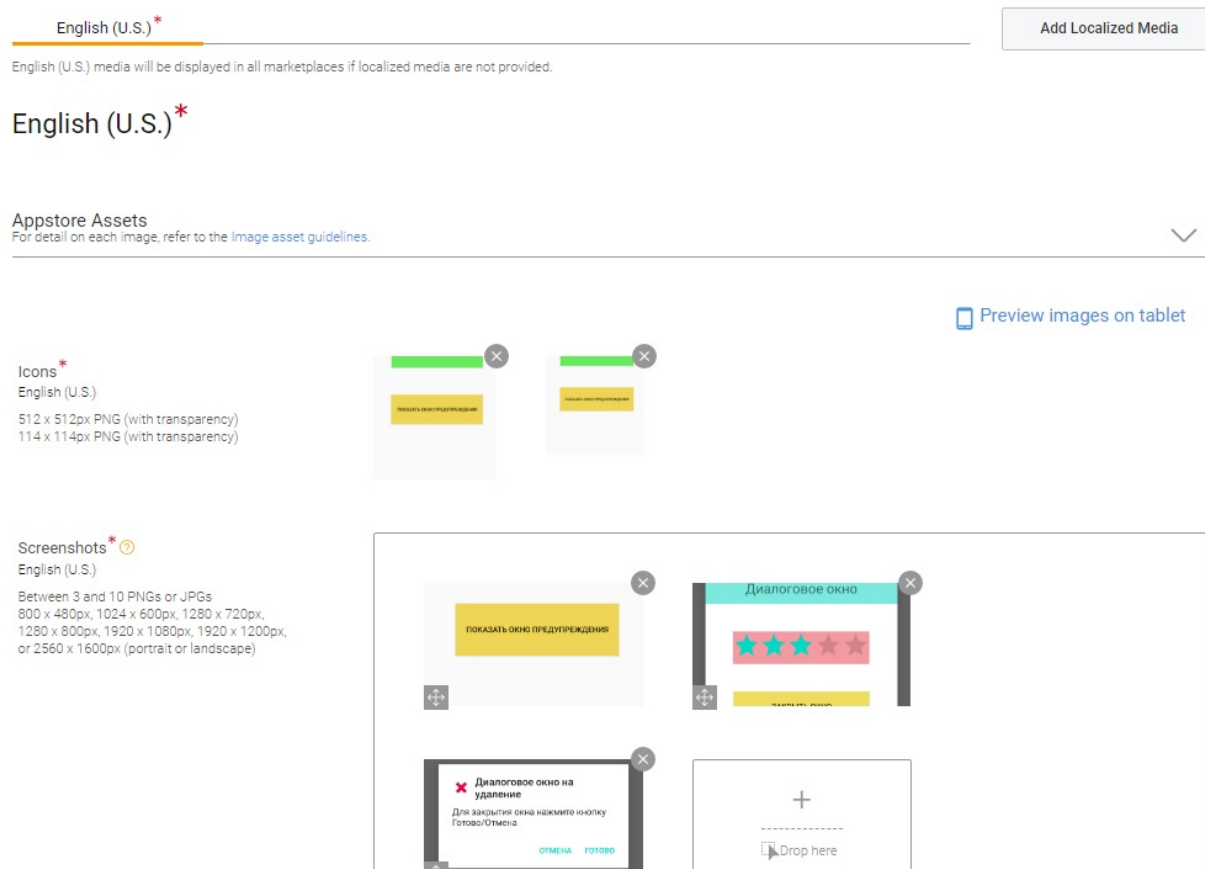 English (U.S.)*
Add Localized Media
English (U.S.) media will be displayed in all marketplaces if localized media are not provided.
English (U.S.)*
Appstore Assets
For detail on each image, refer to the Image asset guidelines.
Preview images on tablet
Icons*
English (U.S.)
512 x 512px PNG (with transparency)
114 x 114px PNG (with transparency)
ПОКАЗАТЬ ОКНО ПРЕДУПРЕЖДЕНИЯ
ПОКАЗАТЬ ОКНО ПРЕДУПРЕЖДЕНИЯ
Screenshots* ?
English (U.S.)
Between 3 and 10 PNGs or JPGs
800 x 480px, 1024 x 600px, 1280 x 720px,
1280 x 800px, 1920 x 1080px, 1920 x 1200px,
or 2560 x 1600px (portrait or landscape)
ПОКАЗАТЬ ОКНО ПРЕДУПРЕЖДЕНИЯ
Диалоговое окно
ЗАКРЫТЬ ОКНО
Диалоговое окно на
удаление
Для закрытия окна нажмите кнопку
Готово/Отмена
ОТМЕНА ГОТОВО
+
Drop here